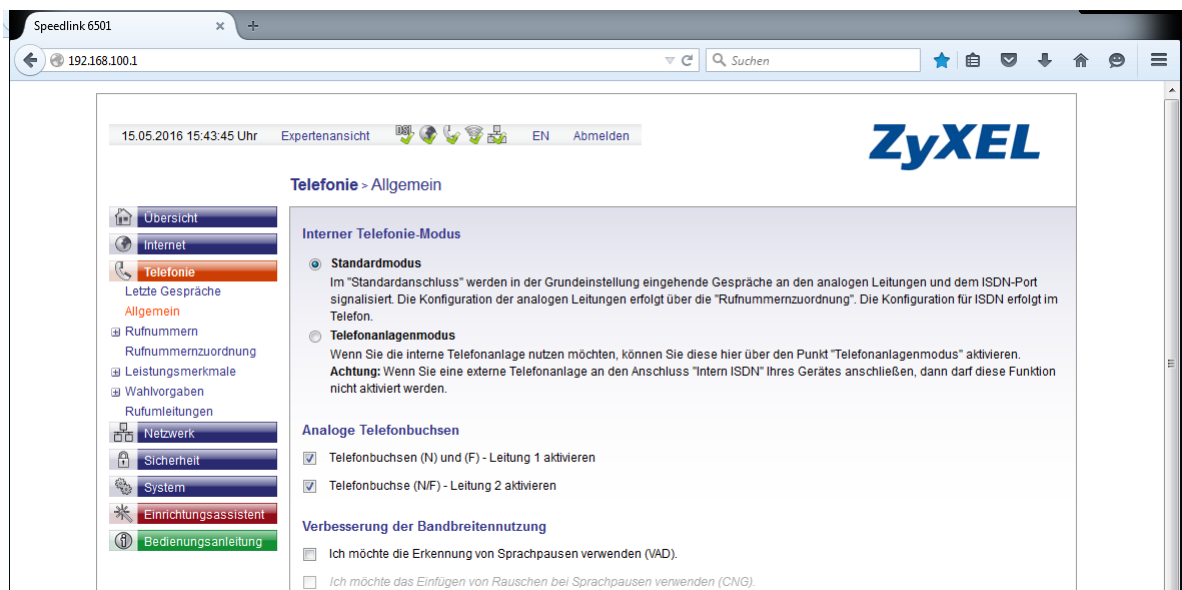 Speedlink 6501
192.168.100.1
Suchen
15.05.2016 15:43:45 Uhr Expertenansicht DSL EN Abmelden
ZyXEL
Telefonie > Allgemein
Übersicht
Internet
Telefonie
Letzte Gespräche
Allgemein
Rufnummern
Rufnummernzuordnung
Leistungsmerkmale
Wahlvorgaben
Rufumleitungen
Netzwerk
Sicherheit
System
Einrichtungsassistent
Bedienungsanleitung
Interner Telefonie-Modus
Standardmodus
Im "Standardanschluss" werden in der Grundeinstellung eingehende Gespräche an den analogen Leitungen und dem ISDN-Port
signalisiert. Die Konfiguration der analogen Leitungen erfolgt über die "Rufnummernzuordnung". Die Konfiguration für ISDN erfolgt im
Telefon.
Telefonanlagenmodus
Wenn Sie die interne Telefonanlage nutzen möchten, können Sie diese hier über den Punkt "Telefonanlagenmodus" aktivieren.
Achtung: Wenn Sie eine externe Telefonanlage an den Anschluss "Intern ISDN" Ihres Gerätes anschließen, dann darf diese Funktion
nicht aktiviert werden.
Analoge Telefonbuchsen
Telefonbuchsen (N) und (F) - Leitung 1 aktivieren
Telefonbuchse (N/F) - Leitung 2 aktivieren
Verbesserung der Bandbreitennutzung
Ich möchte die Erkennung von Sprachpausen verwenden (VAD).
Ich möchte das Einfügen von Rauschen bei Sprachpausen verwenden (CNG).